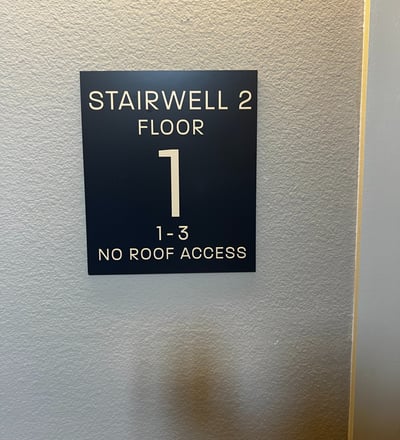 STAIRWELL 2
FLOOR
1
1-3
NO ROOF ACCESS